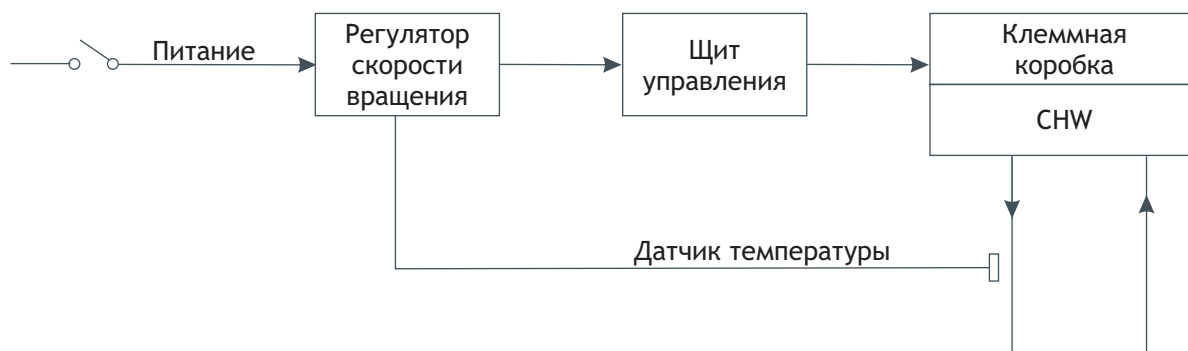 Питание
Регулятор
скорости
вращения
Щит
управления
Клеммная
коробка
CHW
Датчик температуры